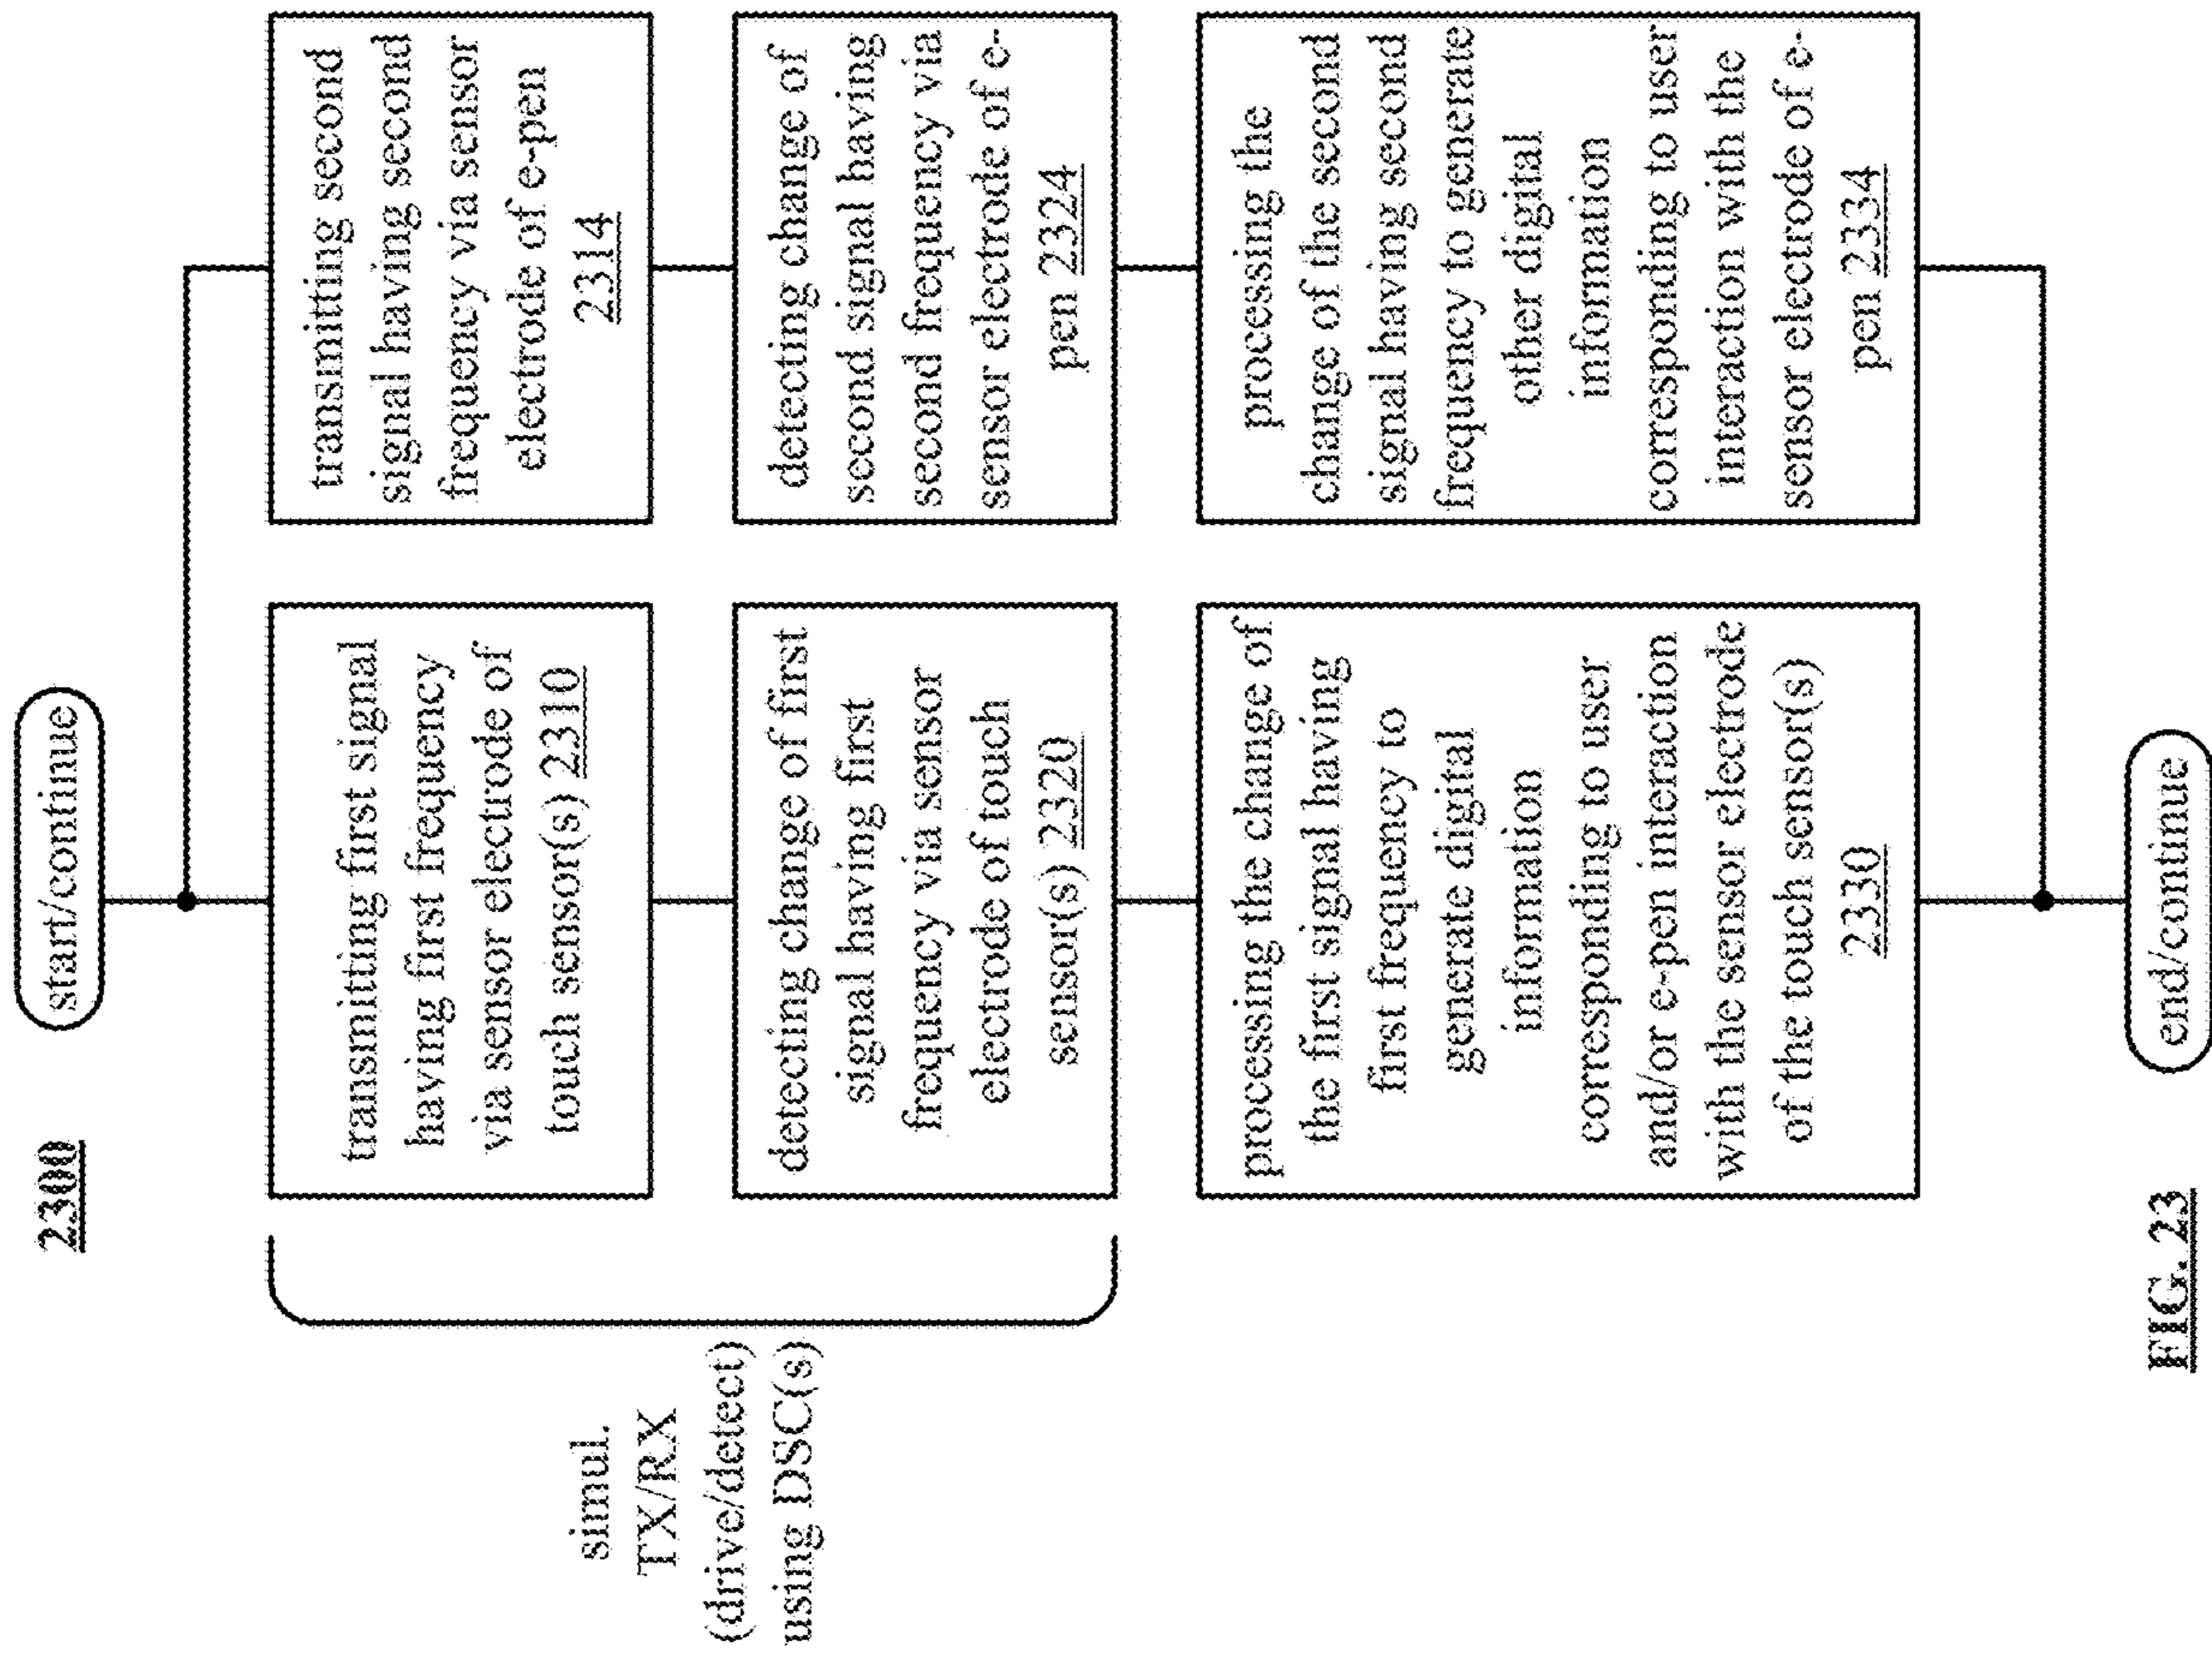 2300
start/continue
simul.
TX/RX
(drive/detect)
using DSC(s)
transmitting first signal
having first frequency
via sensor electrode of
touch sensor(s) 2310
detecting change of first
signal having first
frequency via sensor
electrode of touch
sensor(s) 2320
processing the change of
the first signal having
first frequency to
generate digital
information
corresponding to user
and/or e-pen interaction
with the sensor electrode
of the touch sensor(s)
2330
transmitting second
signal having second
frequency via sensor
electrode of e-pen
2314
detecting change of
second signal having
second frequency via
sensor electrode of e-
pen 2324
processing the
change of the second
signal having second
frequency to generate
other digital
information
corresponding to user
interaction with the
sensor electrode of e-
pen 2334
end/continue
FIG. 23